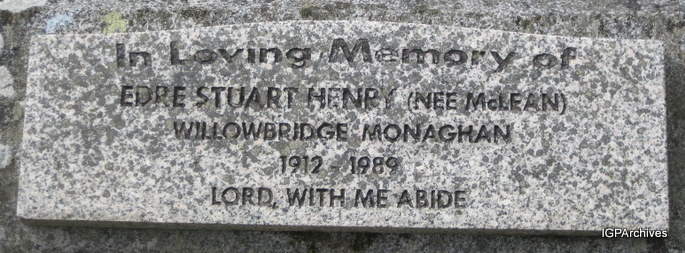 In Loving Memory of
EDRE STUART HENRY (NEE McLEAN)
WILLOWBRIDGE MONAGHAN
1912 - 1989
LORD, WITH ME ABIDE
IGPArchives